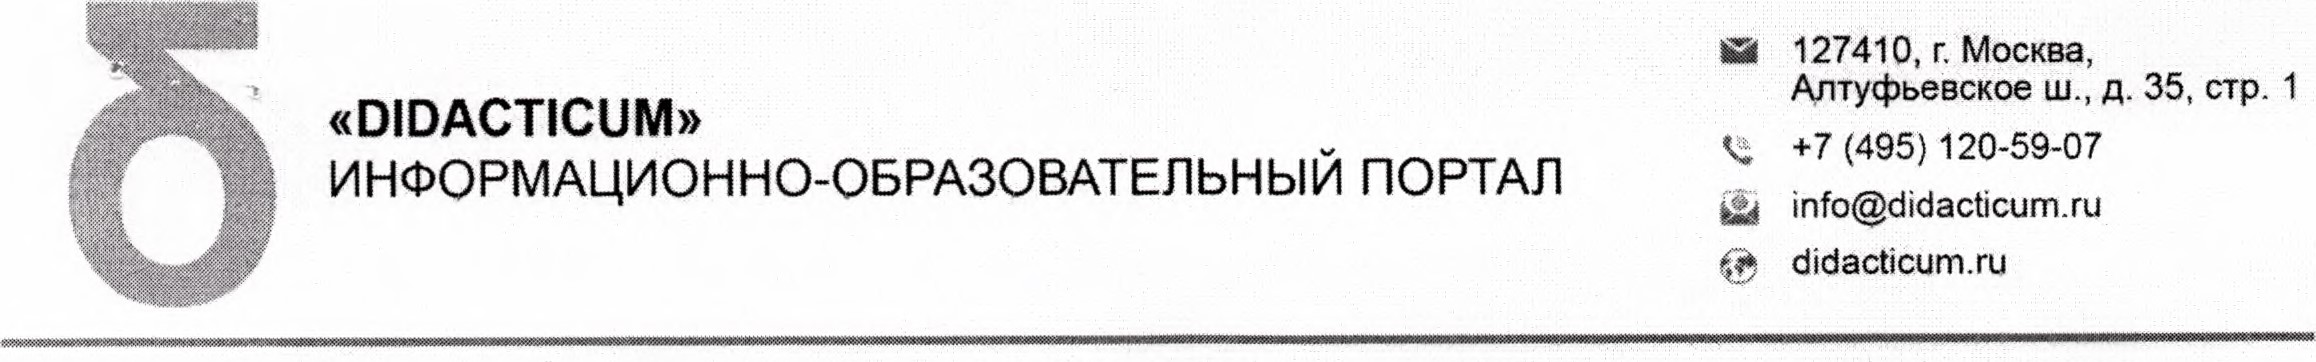 «DIDACTICUM»
ИНФОРМАЦИОННО-ОБРАЗОВАТЕЛЬНЫЙ ПОРТАЛ
127410, г. Москва,
Алтуфьевское ш., д. 35, стр. 1
+7 (495) 120-59-07
info@didacticum.ru
didacticum.ru